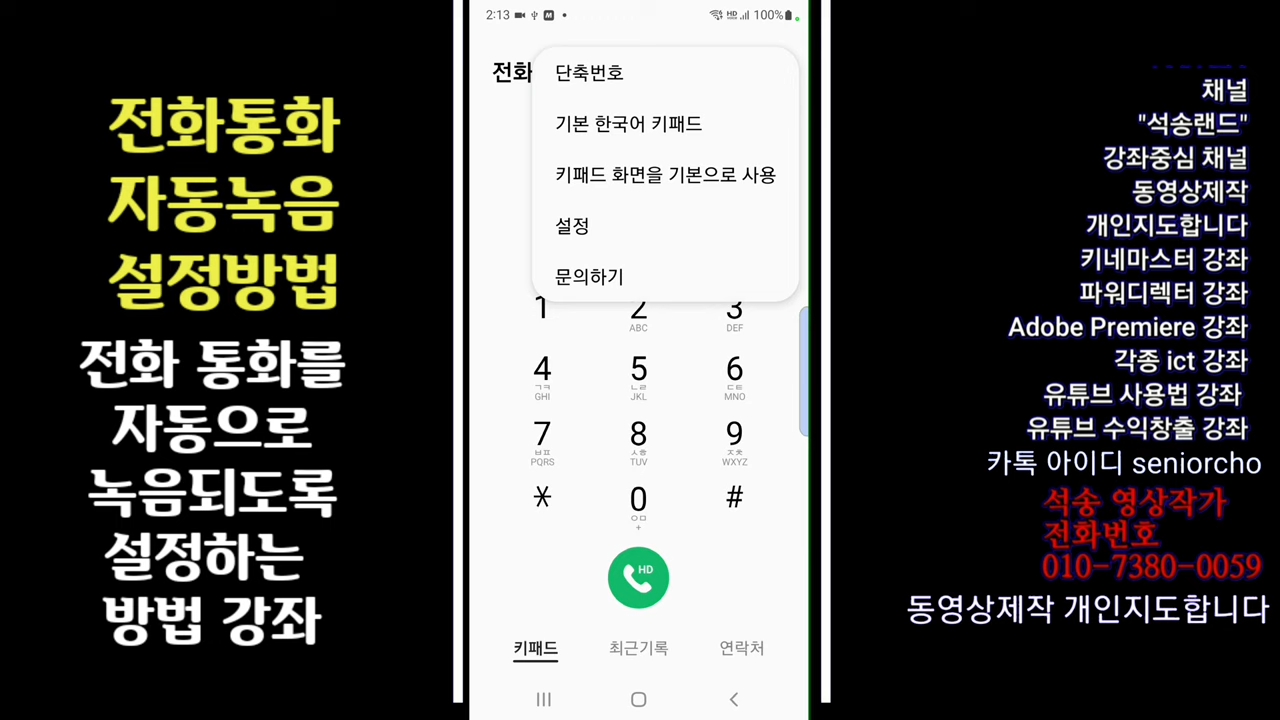 전화통화
자동녹음
설정방법
전화 통화를
자동으로
녹음되도록
설정하는
방법 강좌
2:13
HD
100%
전화
단축번호
기본 한국어 키패드
키패드 화면을 기본으로 사용
설정
문의하기
1 2 3
ABC DEF
4 5 6
ㄱㅋ ㄴㄹ ㄷㅌ
GHI JKL MNO
7 8 9
ㅂㅍ ㅅㅎ ㅈㅊ
PQRS TUV WXYZ
* 0 #
ㅇㅁ
+
HD
키패드 최근기록 연락처
채널
"석송랜드"
강좌중심 채널
동영상제작
개인지도합니다
키네마스터 강좌
파워디렉터 강좌
Adobe Premiere 강좌
각종 ict 강좌
유튜브 사용법 강좌
유튜브 수익창출 강좌
카톡 아이디 seniorcho
석송 영상작가
전화번호
010-7380-0059
동영상제작 개인지도합니다